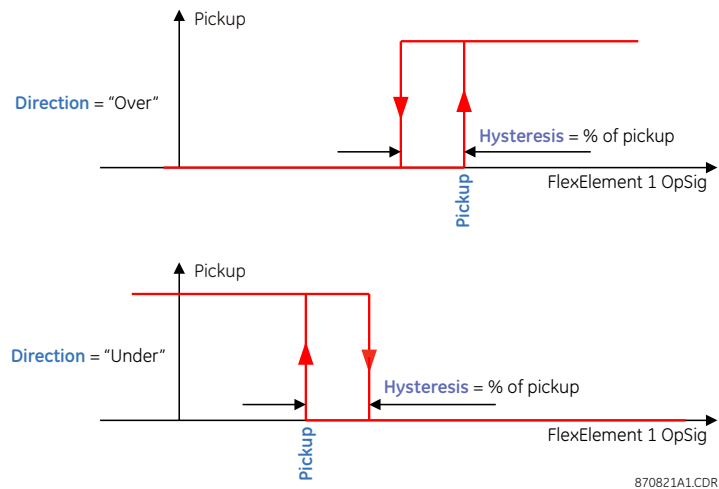 Pickup
Direction = “Over”
Hysteresis = % of pickup
FlexElement 1 OpSig
Pickup
Pickup
Direction = “Under”
Hysteresis = % of pickup
FlexElement 1 OpSig
Pickup
870821A1.CDR